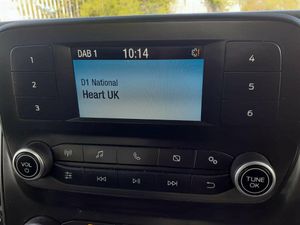 DAB 1 10:14
D1 National
Heart UK
1
2
3
4
5
6
VOL
TUNE
OK